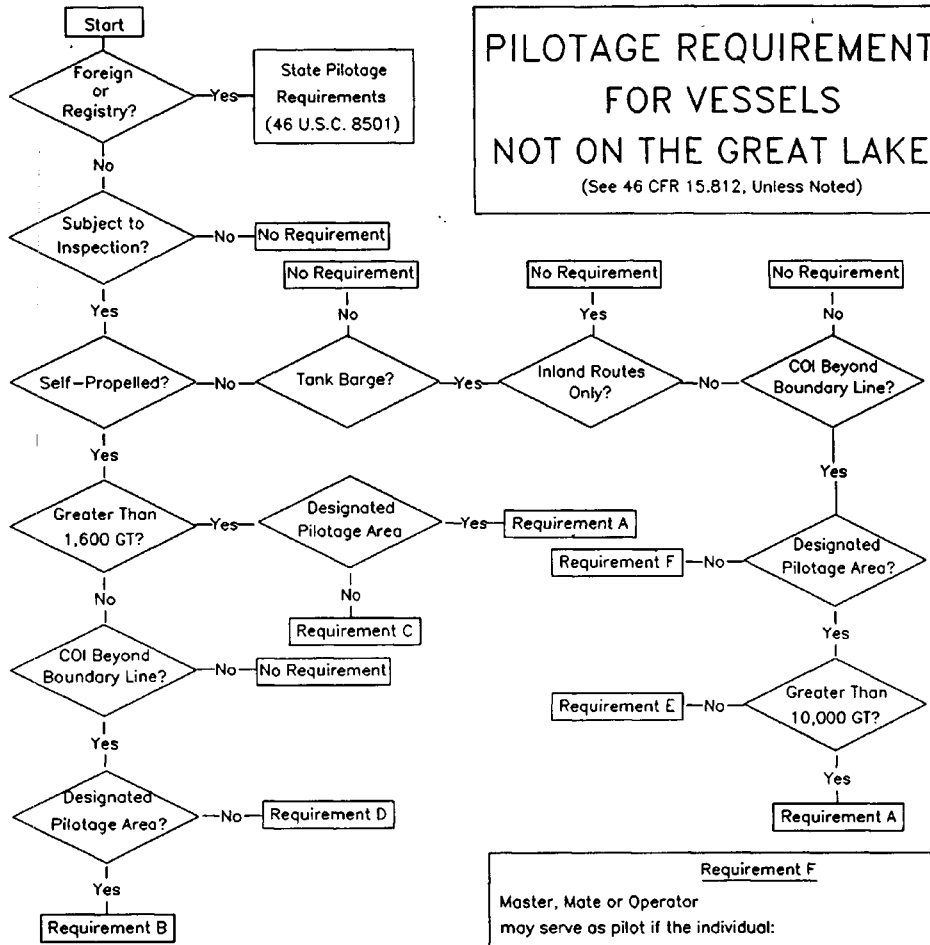 Start
PILOTAGE REQUIREMENT
FOR VESSELS
NOT ON THE GREAT LAKE
(See 46 CFR 15.812, Unless Noted)
Foreign
or
Registry?
Yes
State Pilotage
Requirements
(46 U.S.C. 8501)
No
Subject to
Inspection?
No
No Requirement
Yes
No Requirement
No Requirement
No Requirement
No
Yes
No
Self-Propelled?
No
Tank Barge?
Yes
Inland Routes
Only?
No
COI Beyond
Boundary Line?
Yes
Yes
Greater Than
1,600 GT?
Yes
Designated
Pilotage Area
Yes
Requirement A
Requirement F
No
Designated
Pilotage Area?
No
No
Requirement C
Yes
COI Beyond
Boundary Line?
No
No Requirement
Requirement E
No
Greater Than
10,000 GT?
Yes
Yes
Designated
Pilotage Area?
No
Requirement D
Requirement A
Yes
Requirement B
Requirement F
Master, Mate or Operator
may serve as pilot if the individual: